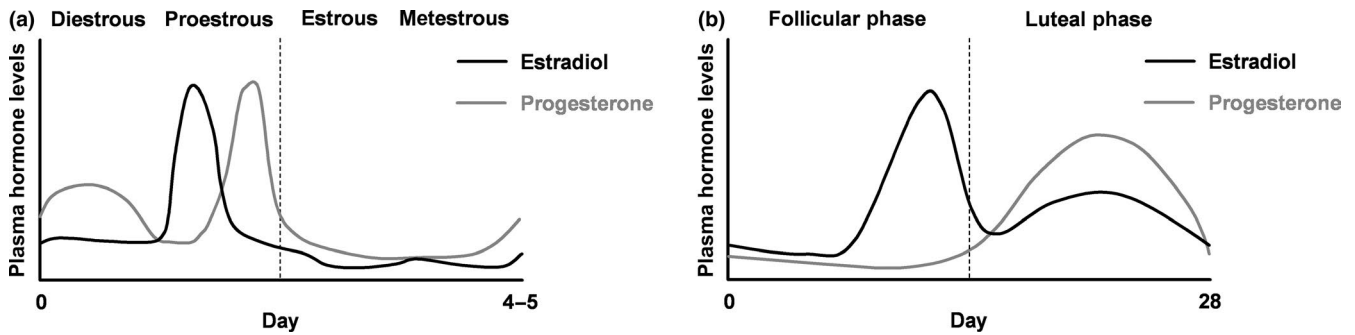 (a) Diestrous Proestrous Estrous Metestrous
Plasma hormone levels
Estradiol
Progesterone
0
4–5
Day
(b) Follicular phase Luteal phase
Plasma hormone levels
Estradiol
Progesterone
0
28
Day